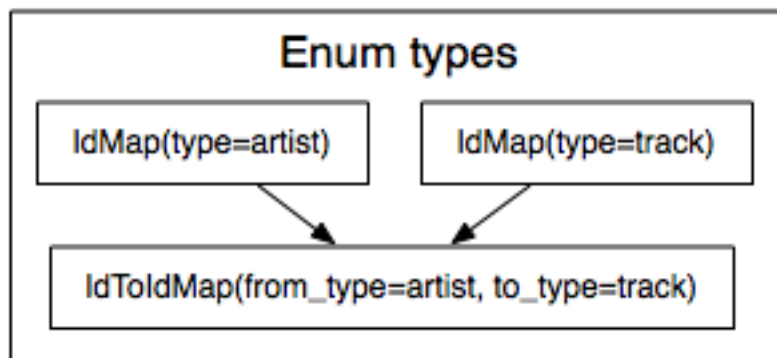 Enum types
IdMap(type=artist)
IdMap(type=track)
IdToIdMap(from_type=artist, to_type=track)